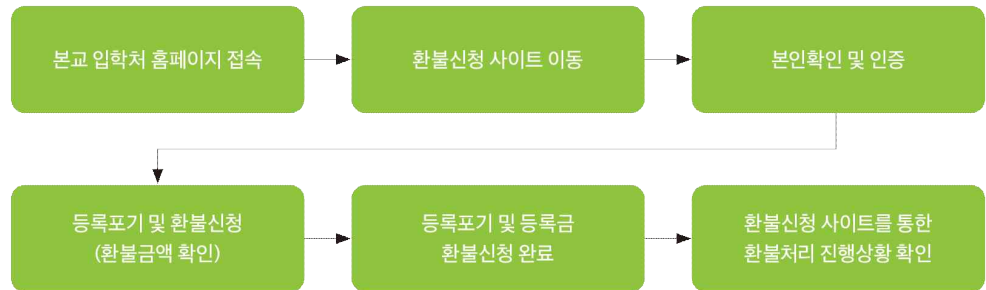 본교 입학처 홈페이지 접속
환불신청 사이트 이동
본인확인 및 인증
등록포기 및 환불신청
(환불금액 확인)
등록포기 및 등록금
환불신청 완료
환불신청 사이트를 통한
환불처리 진행상황 확인